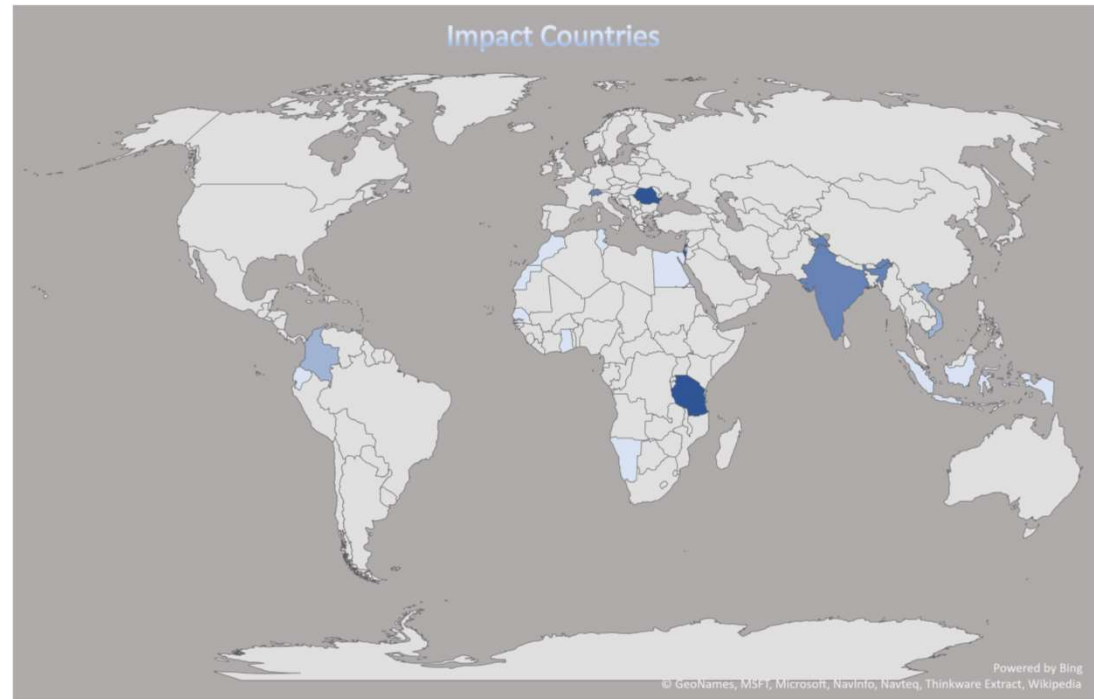 Impact Countries
Powered by Bing
© GeoNames, MSFT, Microsoft, NavInfo, Navteq, Thinkware Extract, Wikipedia